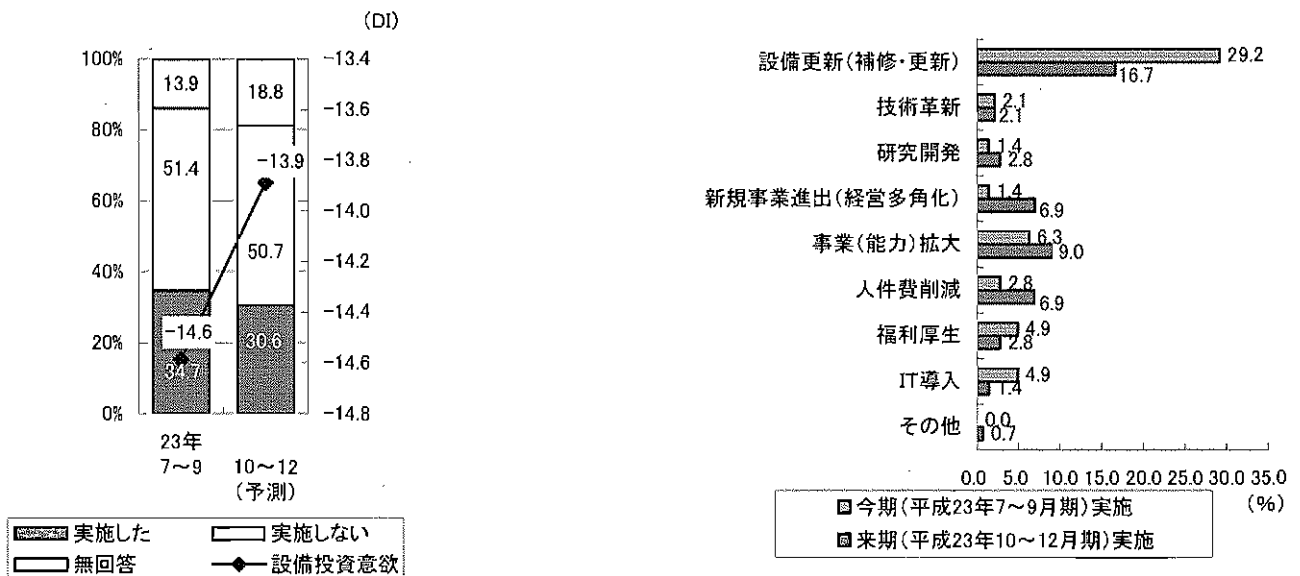 (DI)
100%
80%
60%
40%
20%
0%
13.9
51.4
34.7
18.8
50.7
30.6
-14.6
-13.9
-13.4
-13.6
-13.8
-14.0
-14.2
-14.4
-14.6
-14.8
23年
7～9
10～12
(予測)
実施した
実施しない
無回答
設備投資意欲
設備更新(補修・更新)
29.2
16.7
技術革新
2.1
2.1
研究開発
1.4
2.8
新規事業進出(経営多角化)
1.4
6.9
事業(能力)拡大
6.3
9.0
人件費削減
2.8
6.9
福利厚生
4.9
2.8
IT導入
4.9
1.4
その他
0.0
0.7
0.0 5.0 10.0 15.0 20.0 25.0 30.0 35.0
(%)
今期(平成23年7～9月期)実施
来期(平成23年10～12月期)実施